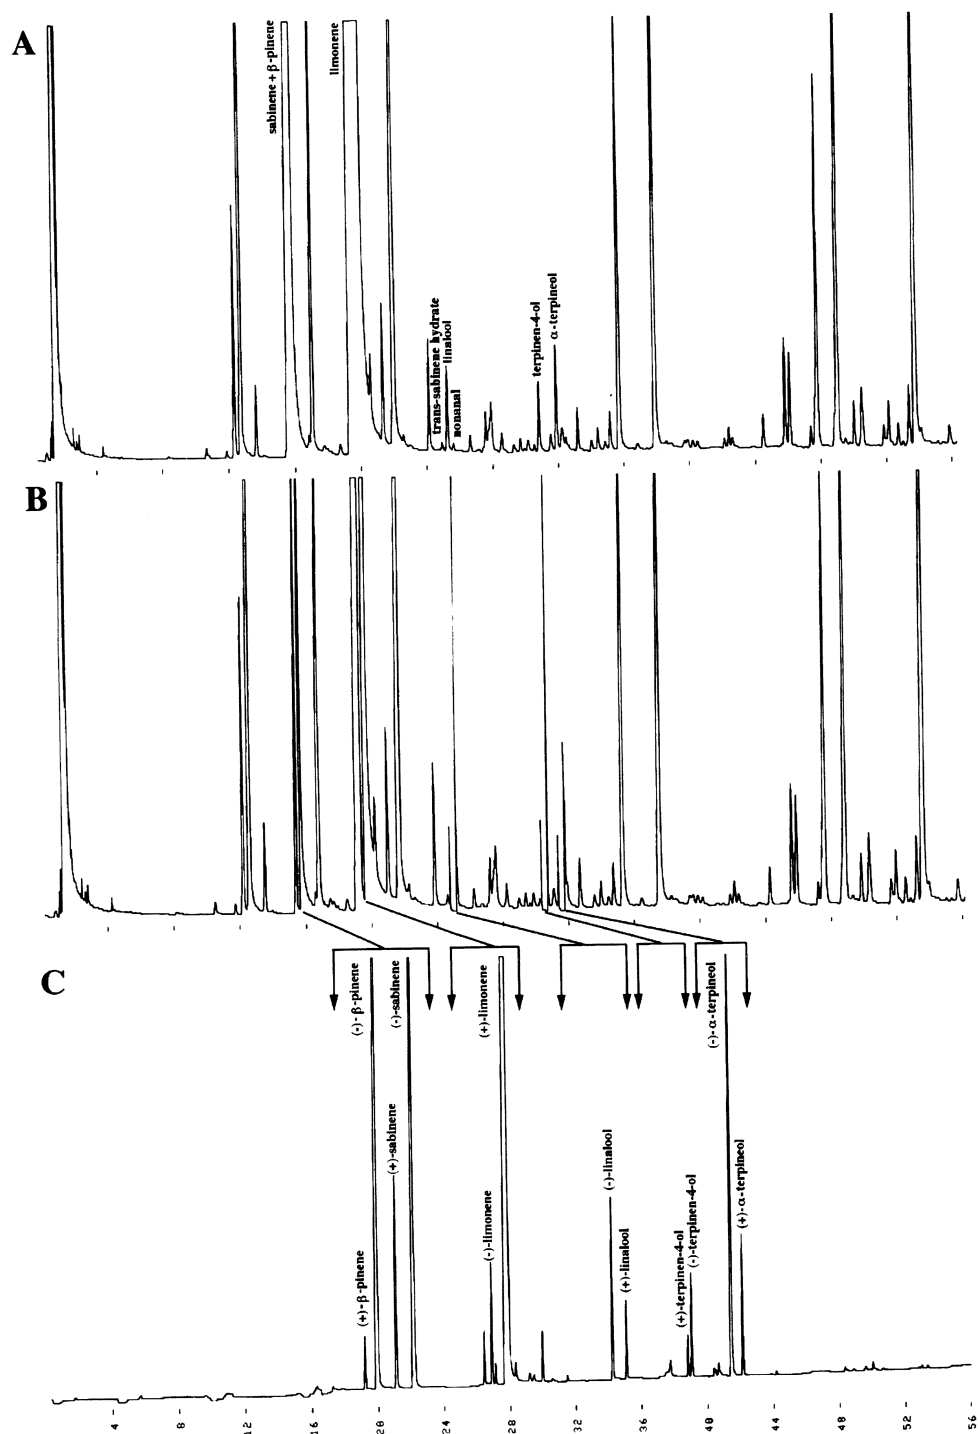 A
sabinene + β-pinene
limonene
trans-sabinene hydrate
linalool
nonanal
terpinen-4-ol
α-terpineol
B
C
(+)-β-pinene
(-)-β-pinene
(+)-sabinene
(-)-sabinene
(-)-limonene
(+)-limonene
(-)-linalool
(+)-linalool
(+)-terpinen-4-ol
(-)-terpinen-4-ol
(-)-α-terpineol
(+)-α-terpineol
4 8 12 16 20 24 28 32 36 40 44 48 52 56